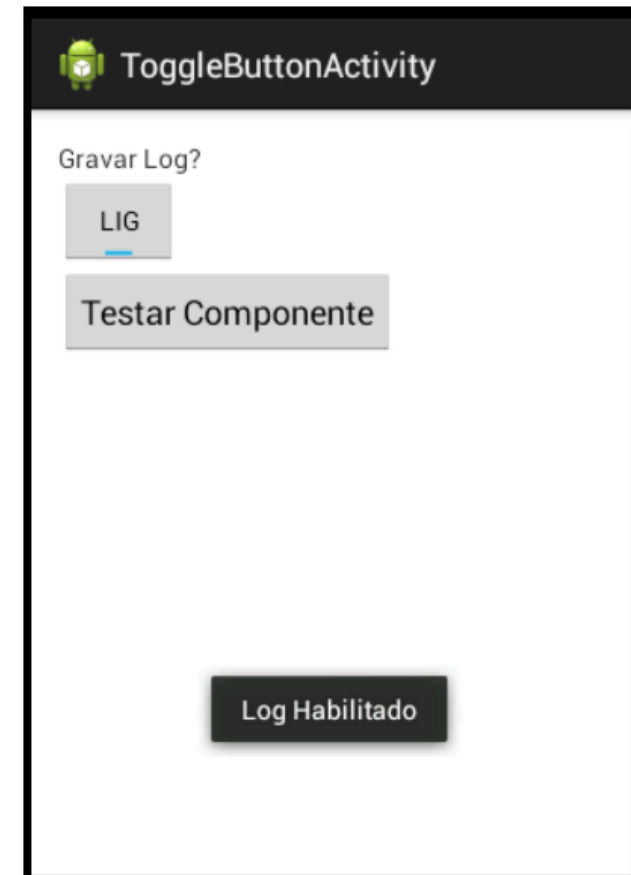 ToggleButtonActivity
Gravar Log?
LIG
Testar Componente
Log Habilitado